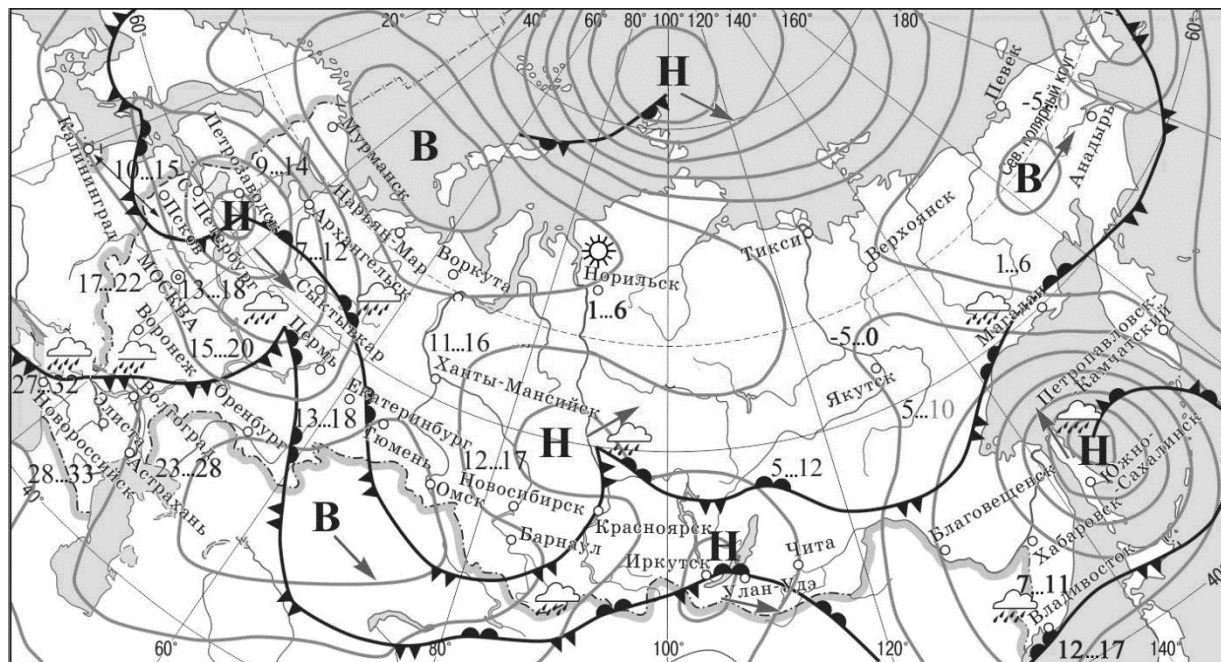 60°
20°
40°
60°
80°
100°
120°
140°
160°
180°
60°
Н
Певек
-5...0
Сев. полярный круг
Анадырь
В
Мурманск
В
Калининград
10...15
Петрозаводск
9...14
Псков
С.-Петербург
Н
Нарьян-Мар
Архангельск
7...12
Воркута
Норильск
1...6
Тикси
Верхоянск
1...6
17...22
МОСКВА
13...18
Сыктывкар
Воронеж
15...20
Пермь
11...16
Ханты-Мансийск
-5...0
Якутск
Магадан
Петропавловск-
Камчатский
27...32
Новороссийск
Элиста
Волгоград
Оренбург
13...18
Екатеринбург
Тюмень
Н
5...10
Н
28...33
Астрахань
23...28
Омск
12...17
Новосибирск
5...12
Южно-
Сахалинск
В
Барнаул
Красноярск
Н
Иркутск
Чита
Улан-Удэ
Благовещенск
Хабаровск
7...11
Владивосток
12...17
40°
60°
80°
100°
120°
140°
40°